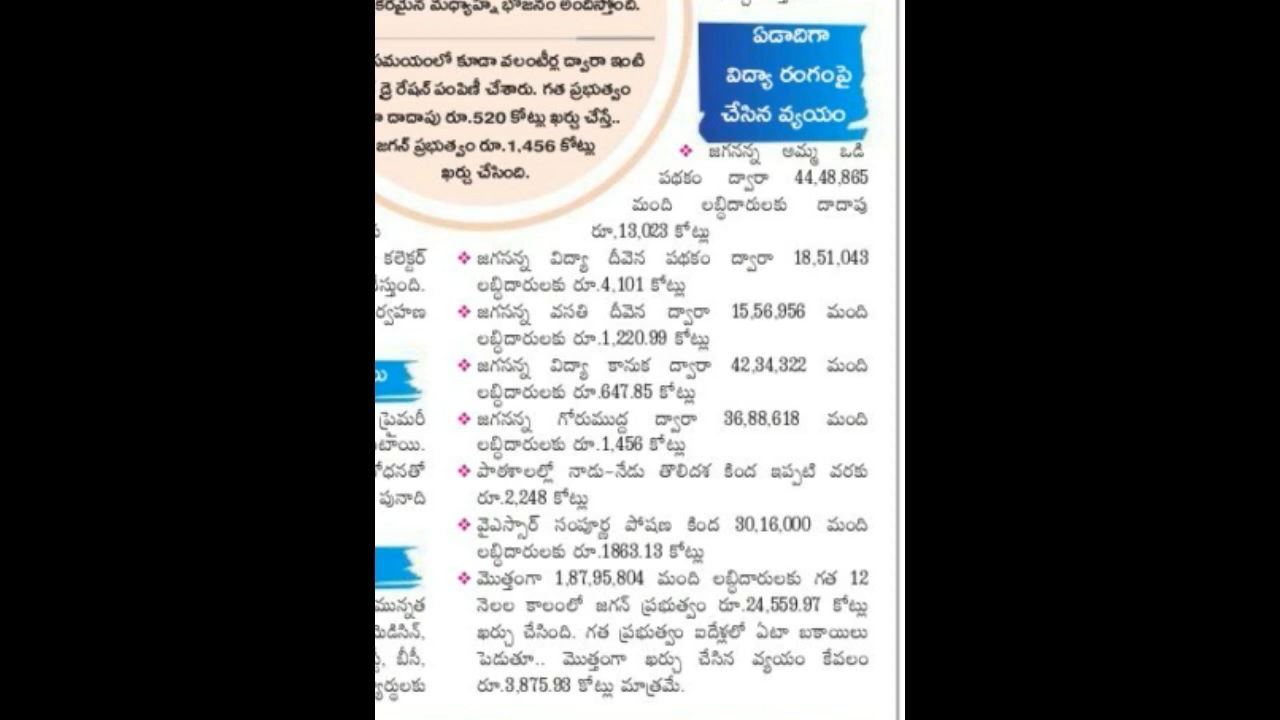 కరమైన మధ్యాహ్న భోజనం అందిస్తోంది.
సమయంలో కూడా వలంటీర్ల ద్వారా ఇంటి
డ్రై రేషన్ పంపిణీ చేశారు. గత ప్రభుత్వం
దాదాపు రూ.520 కోట్లు ఖర్చు చేస్తే..
జగన్ ప్రభుత్వం రూ.1,456 కోట్లు
ఖర్చు చేసింది.
కలెక్టర్
ర్వహణ
ప్రైమరీ
పునాది
మున్నత
మెడిసిన్,
బీసీ,
ఏడాదిగా
విద్యా రంగంపై
చేసిన వ్యయం
❖ జగనన్న అమ్మ ఒడి
పథకం ద్వారా 44,48,865
మంది లబ్ధిదారులకు దాదాపు
రూ,13,023 కోట్లు
❖ జగనన్న విద్యా దీవెన పథకం ద్వారా 18,51,043
లబ్ధిదారులకు రూ.4,101 కోట్లు
❖ జగనన్న వసతి దీవెన ద్వారా 15,56,956 మంది
లబ్ధిదారులకు రూ.1,220.99 కోట్లు
❖ జగనన్న విద్యా కానుక ద్వారా 42,34,322 మంది
లబ్ధిదారులకు రూ.647.85 కోట్లు
❖ జగనన్న గోరుముద్ద ద్వారా 36,88,618 మంది
లబ్ధిదారులకు రూ.1,456 కోట్లు
❖ పాఠశాలల్లో నాడు-నేడు తొలిదశ కింద ఇప్పటి వరకు
రూ.2,248 కోట్లు
❖ వైఎస్సార్ సంపూర్ణ పోషణ కింద 30,16,000 మంది
లబ్ధిదారులకు రూ.1863.13 కోట్లు
❖ మొత్తంగా 1,87,95,804 మంది లబ్ధిదారులకు గత 12
నెలల కాలంలో జగన్ ప్రభుత్వం రూ.24,559.97 కోట్లు
ఖర్చు చేసింది. గత ప్రభుత్వం ఐదేళ్లలో ఏటా బకాయిలు
పెడుతూ.. మొత్తంగా ఖర్చు చేసిన వ్యయం కేవలం
రూ.3,875.93 కోట్లు మాత్రమే.